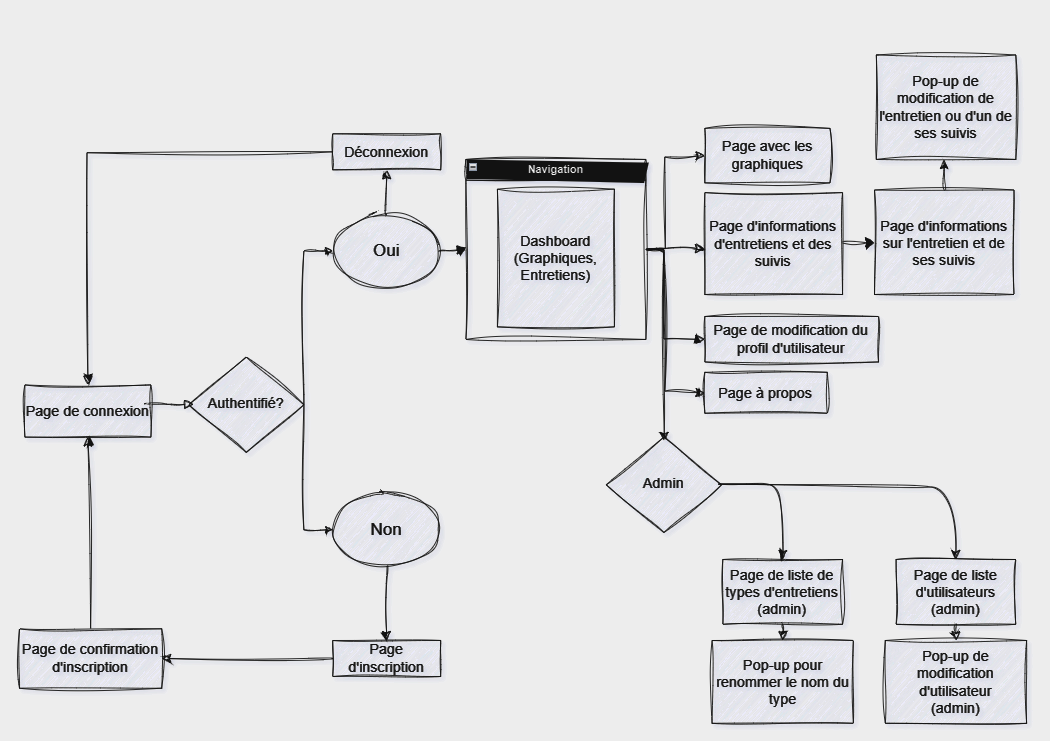 Pop-up de
modification de
l'entretien ou d'un de
ses suivis
Déconnexion
Page avec les
graphiques
Navigation
Oui
Dashboard
(Graphiques,
Entretiens)
Page d'informations
d'entretiens et des
suivis
Page d'informations
sur l'entretien et de
ses suivis
Page de modification du
profil d'utilisateur
Page de connexion
Authentifié?
Page à propos
Admin
Non
Page de liste de
types d'entretiens
(admin)
Page de liste
d'utilisateurs
(admin)
Page de confirmation
d'inscription
Page
d'inscription
Pop-up pour
renommer le nom du
type
Pop-up de
modification
d'utilisateur
(admin)